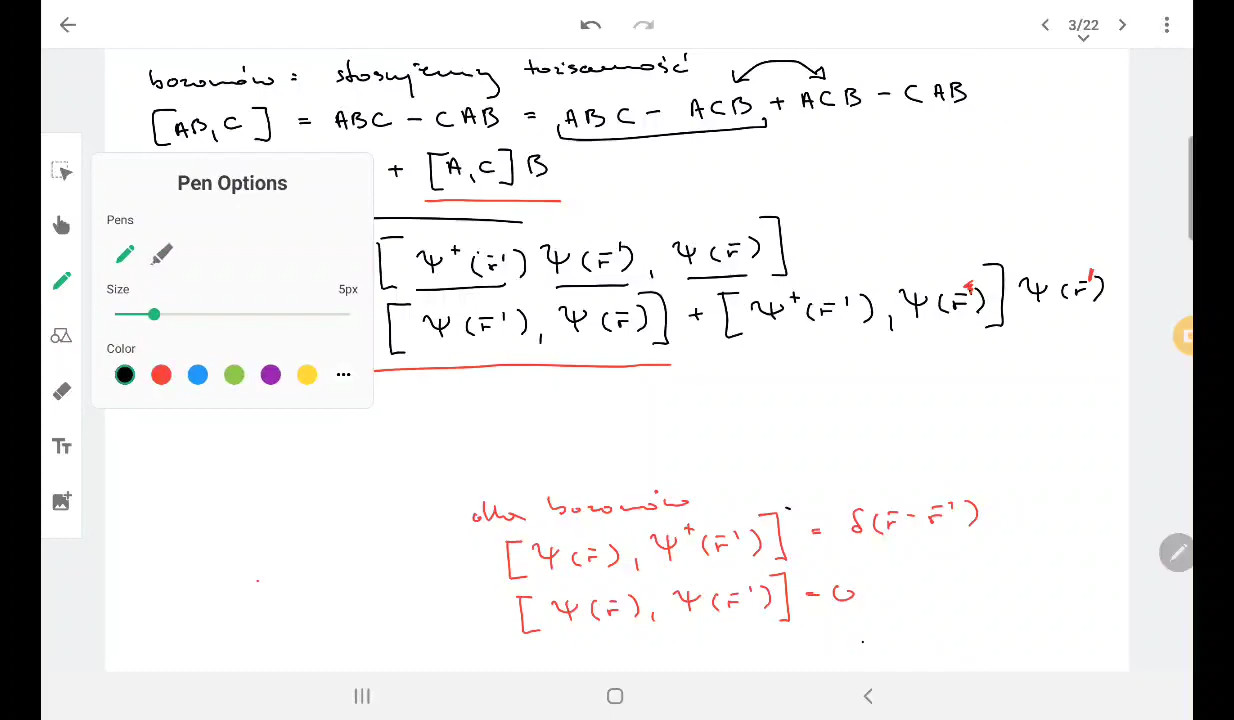 3/22
bozonów : stosujemy tożsamość
[AB, C] = ABC - CAB = ABC - ACB + ACB - CAB
+ [A, C] B
Pen Options
Pens
Size 5px
Color
[ψ⁺(r̄') ψ(r̄'), ψ(r̄)]
[ψ(r̄'), ψ(r̄)] + [ψ⁺(r̄'), ψ(r̄)] ψ(r̄')
dla bozonów
[ψ(r̄), ψ⁺(r̄')] = δ(r̄ - r̄')
[ψ(r̄), ψ(r̄')] = 0
Tт